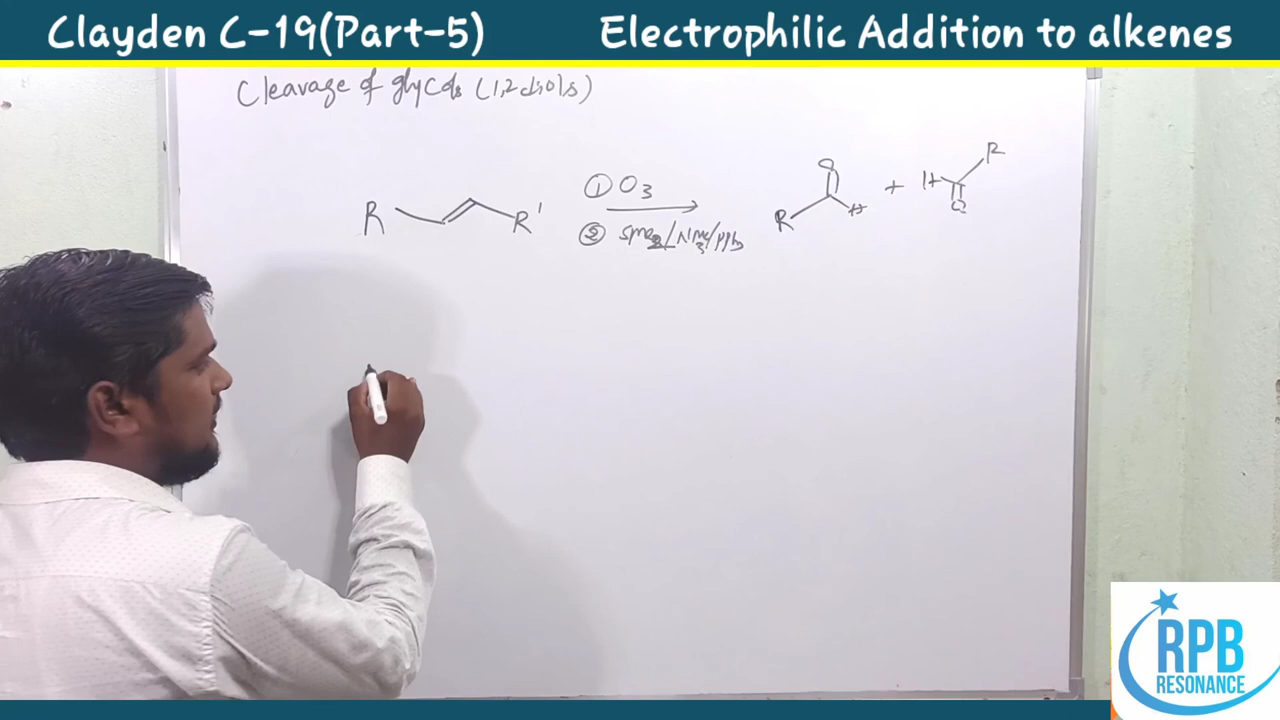 Clayden C-19(Part-5) Electrophilic Addition to alkenes
Cleavage of glycols (1,2 diols)
R R' ① O3 R O H + H O R
② SMe2/NMe3/PPh3
RPB
RESONANCE